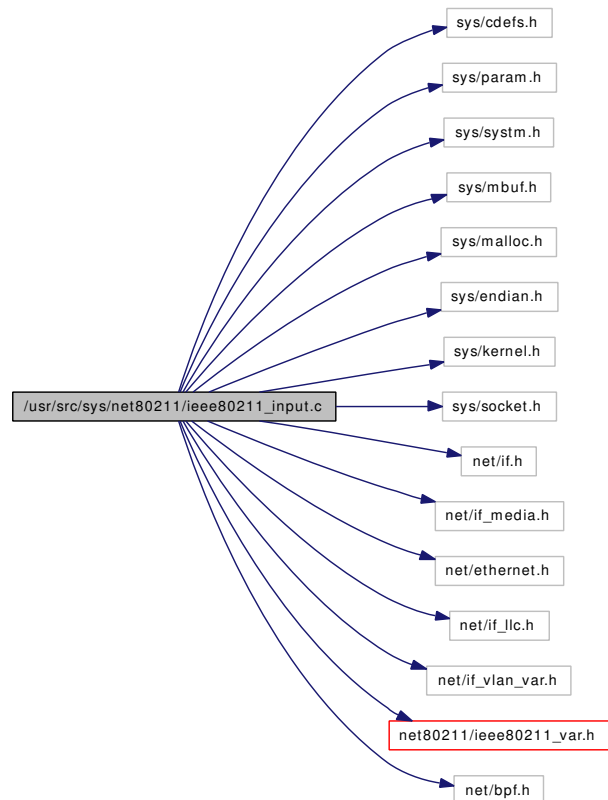 sys/cdefs.h
sys/param.h
sys/systm.h
sys/mbuf.h
sys/malloc.h
sys/endian.h
sys/kernel.h
/usr/src/sys/net80211/ieee80211_input.c
sys/socket.h
net/if.h
net/if_media.h
net/ethernet.h
net/if_llc.h
net/if_vlan_var.h
net80211/ieee80211_var.h
net/bpf.h